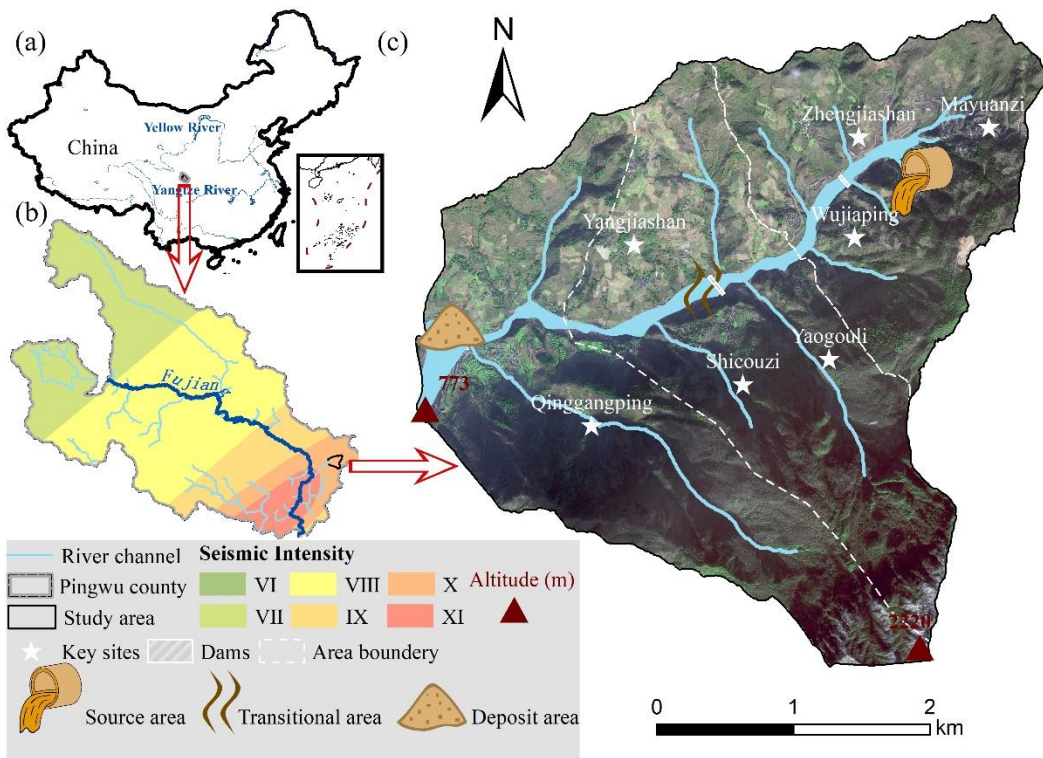 (a)
Yellow River
China
Yangtze River
(b)
Fujiang
(c)
N
Zhengjiashan
Mayuanzi
Yangjiashan
Wujiaping
Yaogouli
Shicouzi
773
Qinggangping
2220
River channel
Pingwu county
Study area
Seismic Intensity
VI
VIII
X
VII
IX
XI
Altitude (m)
Key sites
Dams
Area boundery
Source area
Transitional area
Deposit area
0 1 2
km